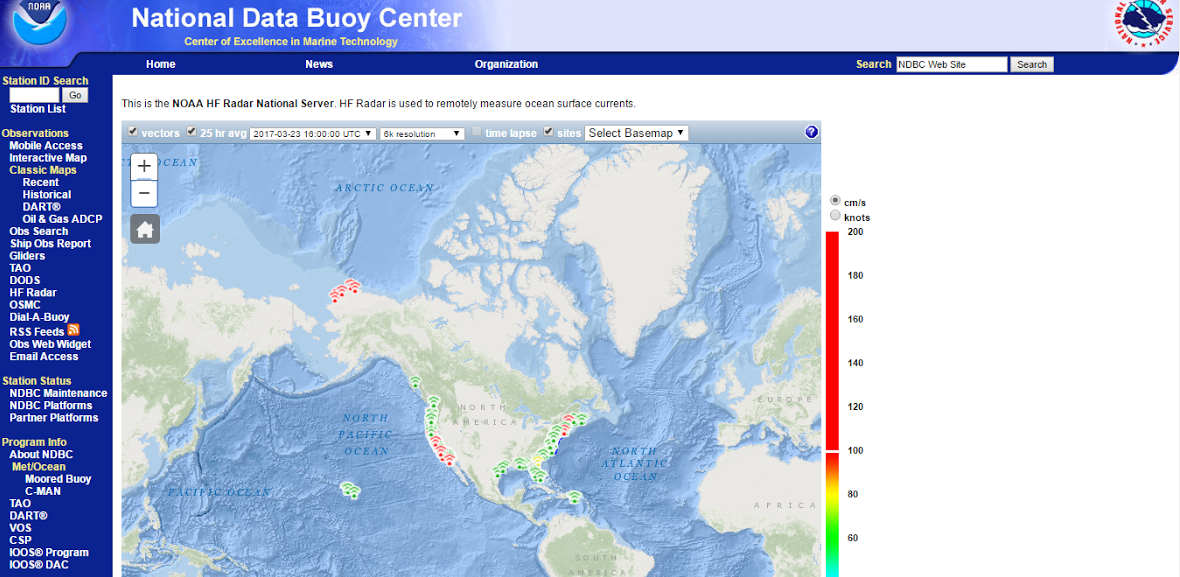 NOAA
National Data Buoy Center
Center of Excellence in Marine Technology
Home News Organization Search NDBC Web Site Search
Station ID Search
Go
Station List
Observations
Mobile Access
Interactive Map
Classic Maps
Recent
Historical
DART®
Oil & Gas ADCP
Obs Search
Ship Obs Report
Gliders
TAO
DODS
HF Radar
OSMC
Dial-A-Buoy
RSS Feeds
Obs Web Widget
Email Access
Station Status
NDBC Maintenance
NDBC Platforms
Partner Platforms
Program Info
About NDBC
Met/Ocean
Moored Buoy
C-MAN
TAO
DART®
VOS
CSP
IOOS® Program
IOOS® DAC
This is the NOAA HF Radar National Server. HF Radar is used to remotely measure ocean surface currents.
vectors 25 hr avg 2017-03-23 16:00:00 UTC 6k resolution time lapse sites Select Basemap ?
OCEAN
+
−
ARCTIC OCEAN
NORTH
PACIFIC
OCEAN
NORTH
AMERICA
EUROPE
NORTH
ATLANTIC
OCEAN
PACIFIC OCEAN
AFRICA
SOUTH
AMERICA
cm/s
knots
200
180
160
140
120
100
80
60